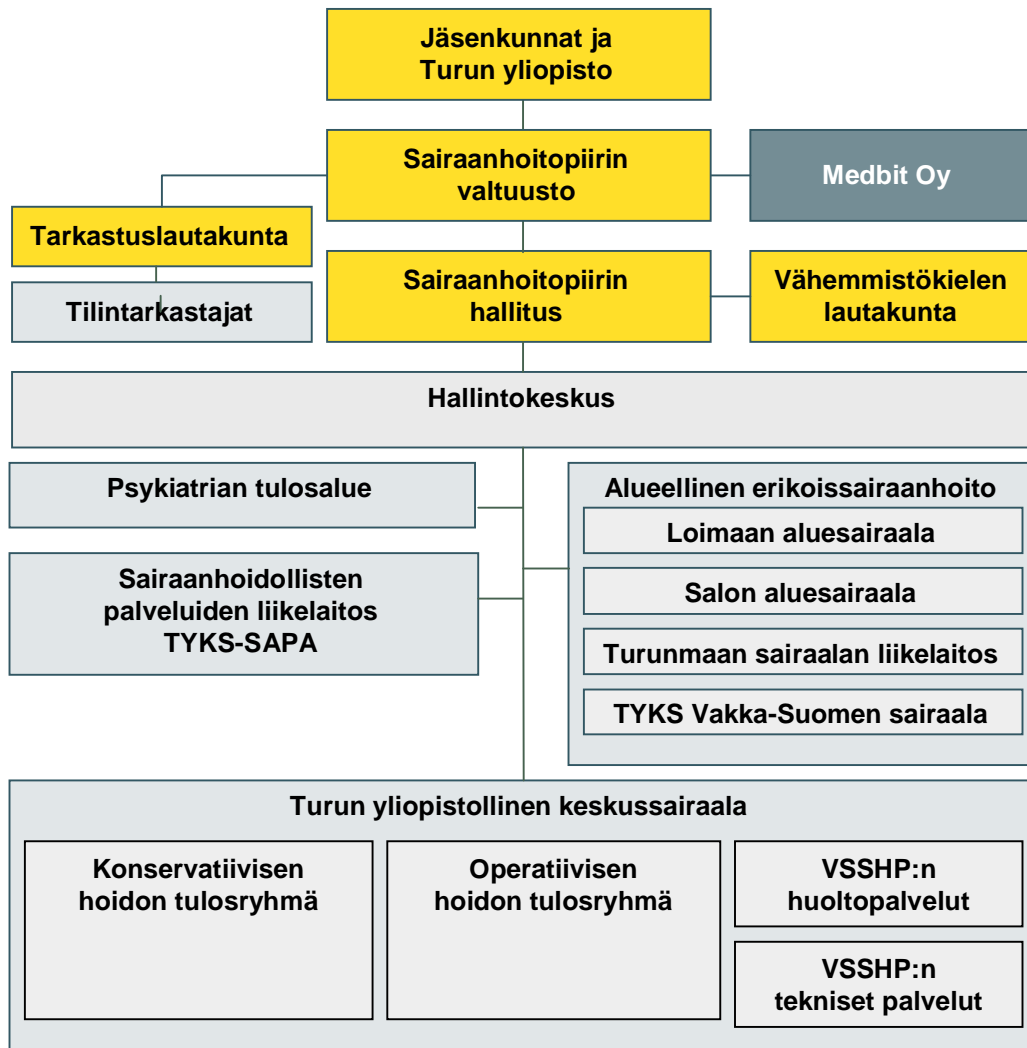 Jäsenkunnat ja
Turun yliopisto
Sairaanhoitopiirin
valtuusto
Medbit Oy
Tarkastuslautakunta
Tilintarkastajat
Sairaanhoitopiirin
hallitus
Vähemmistökielen
lautakunta
Hallintokeskus
Psykiatrian tulosalue
Sairaanhoidollisten
palveluiden liikelaitos
TYKS-SAPA
Alueellinen erikoissairaanhoito
Loimaan aluesairaala
Salon aluesairaala
Turunmaan sairaalan liikelaitos
TYKS Vakka-Suomen sairaala
Turun yliopistollinen keskussairaala
Konservatiivisen
hoidon tulosryhmä
Operatiivisen
hoidon tulosryhmä
VSSHP:n
huoltopalvelut
VSSHP:n
tekniset palvelut